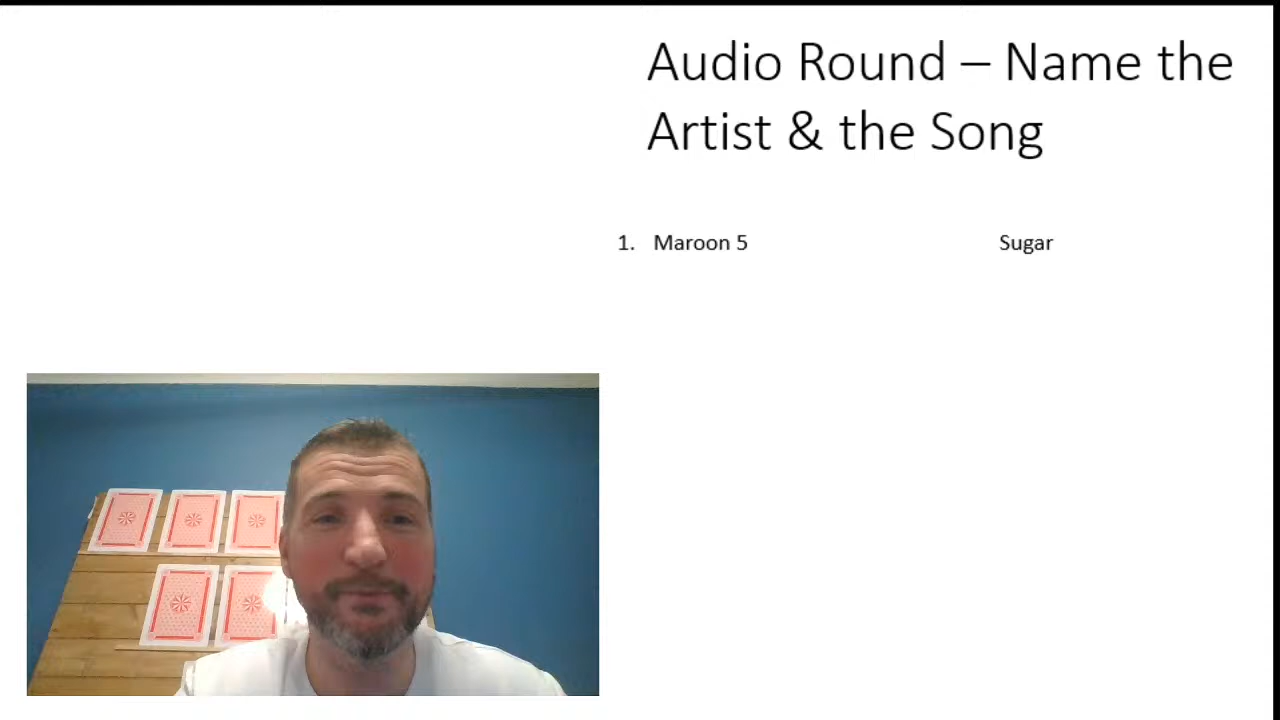 Audio Round – Name the
Artist & the Song
1. Maroon 5 Sugar